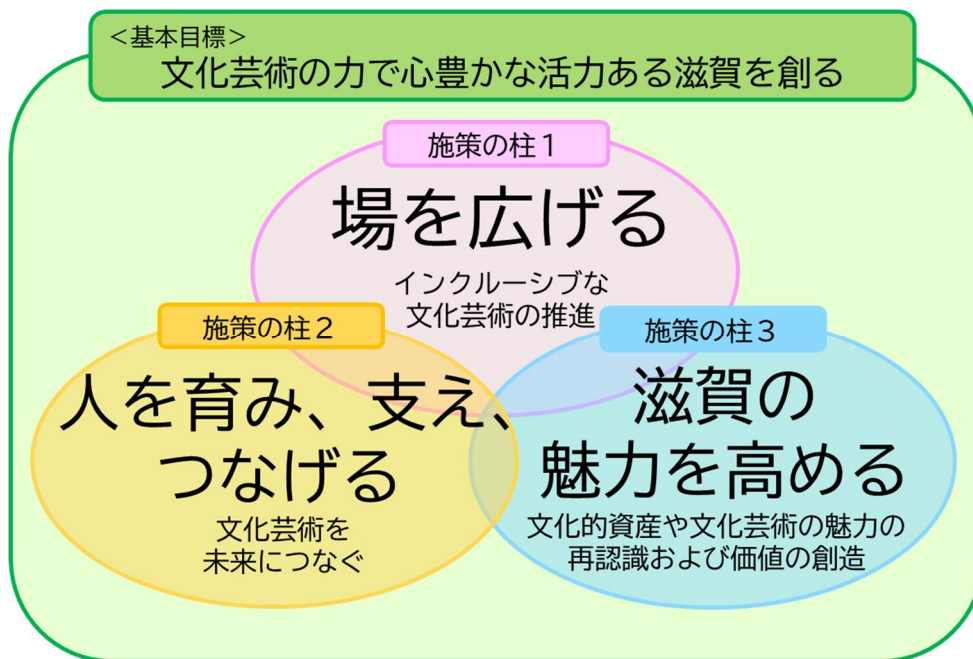 <基本目標>
文化芸術の力で心豊かな活力ある滋賀を創る
施策の柱1
場を広げる
インクルーシブな
文化芸術の推進
施策の柱2
人を育み、支え、
つなげる
文化芸術を
未来につなぐ
施策の柱3
滋賀の
魅力を高める
文化的資産や文化芸術の魅力の
再認識および価値の創造